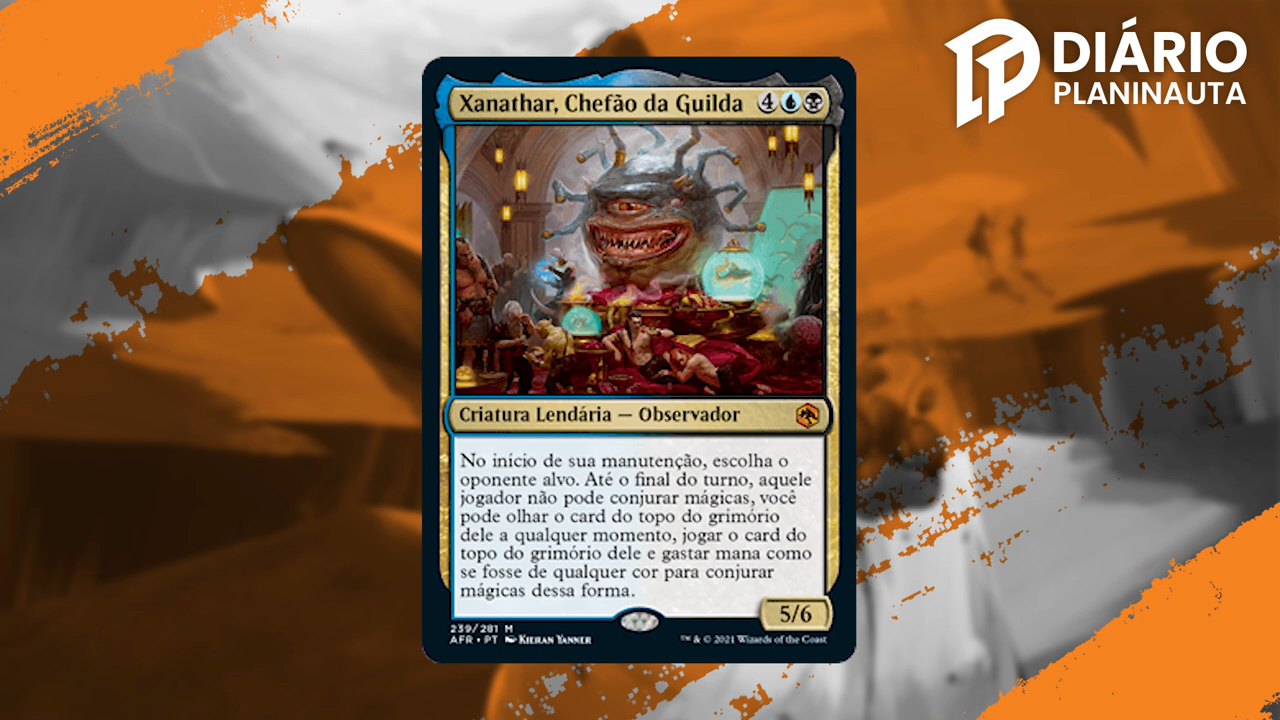 DIÁRIO
PLANINAUTA
Xanathar, Chefão da Guilda 4
Criatura Lendária — Observador
No início de sua manutenção, escolha o
oponente alvo. Até o final do turno, aquele
jogador não pode conjurar mágicas, você
pode olhar o card do topo do grimório
dele a qualquer momento, jogar o card do
topo do grimório dele e gastar mana como
se fosse de qualquer cor para conjurar
mágicas dessa forma.
5/6
239/281 M
AFR • PT Kieran Yanner
™ & © 2021 Wizards of the Coast